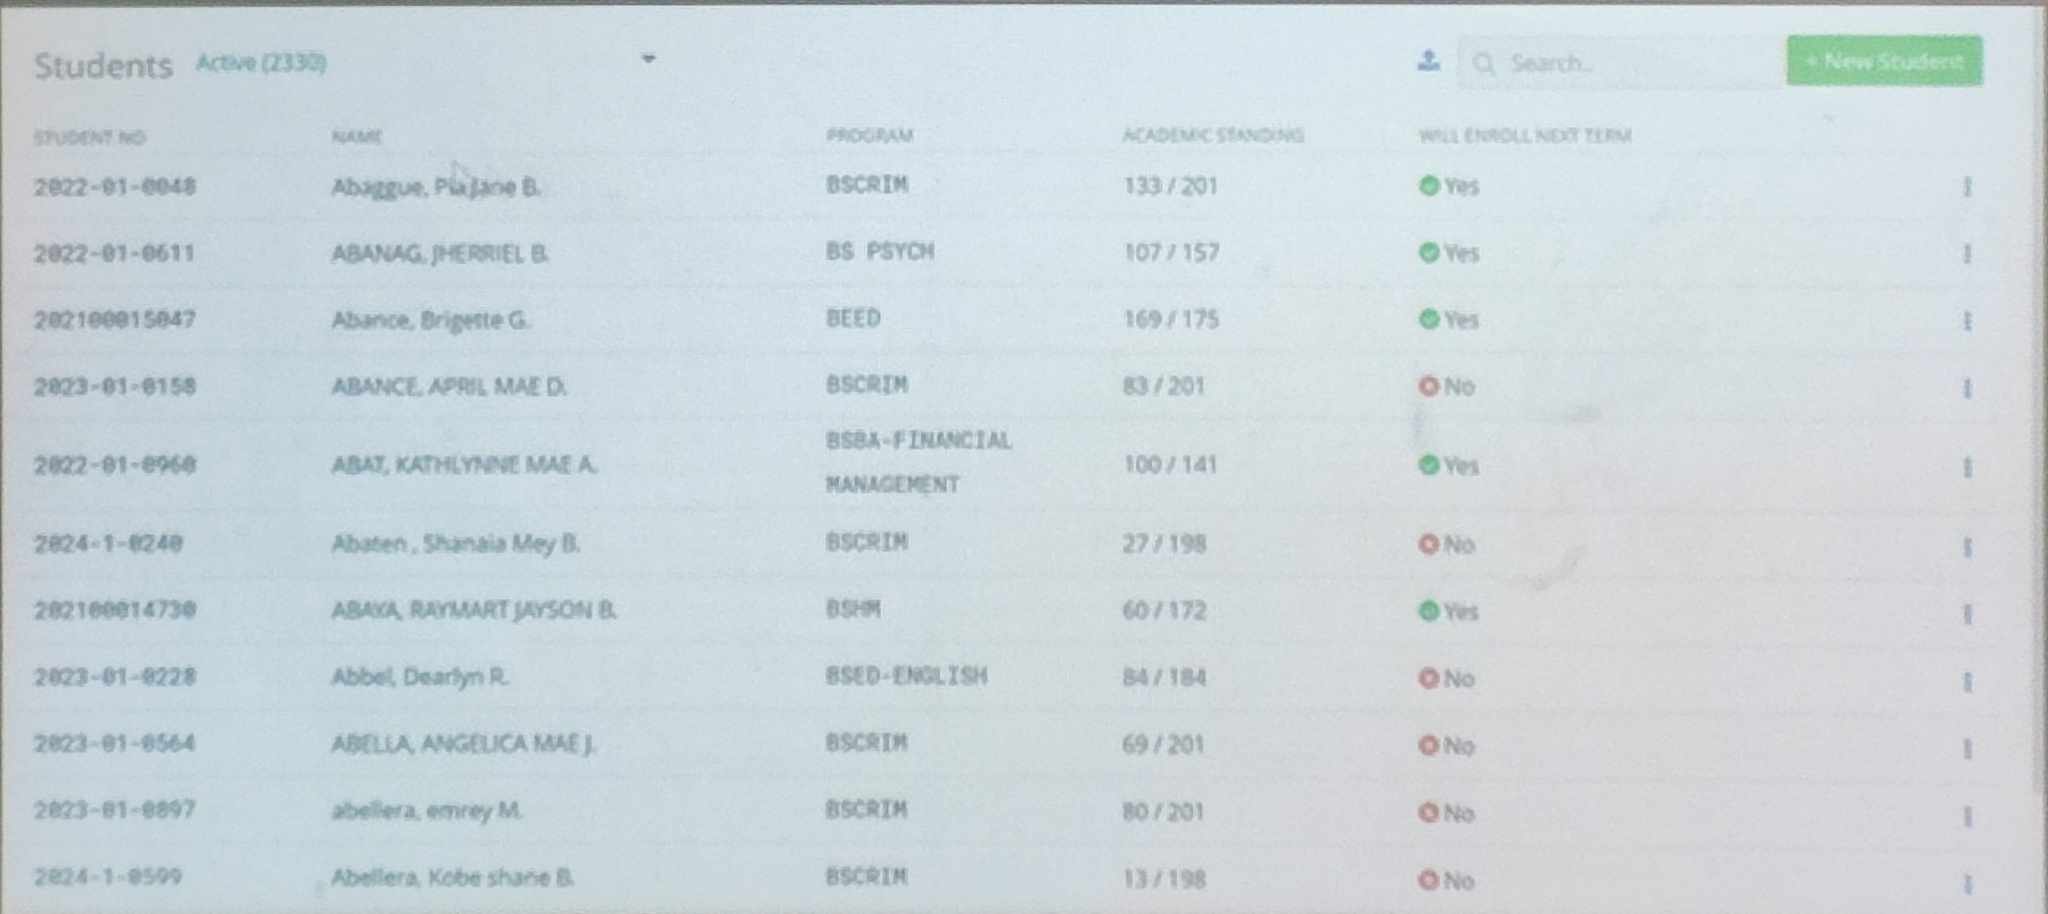 Students Active (2330) Search... + New Student
STUDENT NO NAME PROGRAM ACADEMIC STANDING WILL ENROLL NEXT TERM
2022-01-0048 Abaggue, Pia Jane B. BSCRIM 133 / 201 Yes
2022-01-0611 ABANAG, JHERRIEL B. BS PSYCH 107 / 157 Yes
202100015047 Abance, Brigette G. BEED 169 / 175 Yes
2023-01-0158 ABANCE, APRIL MAE D. BSCRIM 83 / 201 No
2022-01-0960 ABAT, KATHLYNNE MAE A. BSBA-FINANCIAL 100 / 141 Yes
MANAGEMENT
2024-1-0240 Abaten , Shanaia Mey B. BSCRIM 27 / 198 No
202100014730 ABAYA, RAYMART JAYSON B. BSHM 60 / 172 Yes
2023-01-0228 Abbel, Dearlyn R. BSED-ENGLISH 84 / 184 No
2023-01-0564 ABELLA, ANGELICA MAE J. BSCRIM 69 / 201 No
2023-01-0897 abellera, emrey M. BSCRIM 80 / 201 No
2024-1-0599 Abellera, Kobe shane B. BSCRIM 13 / 198 No